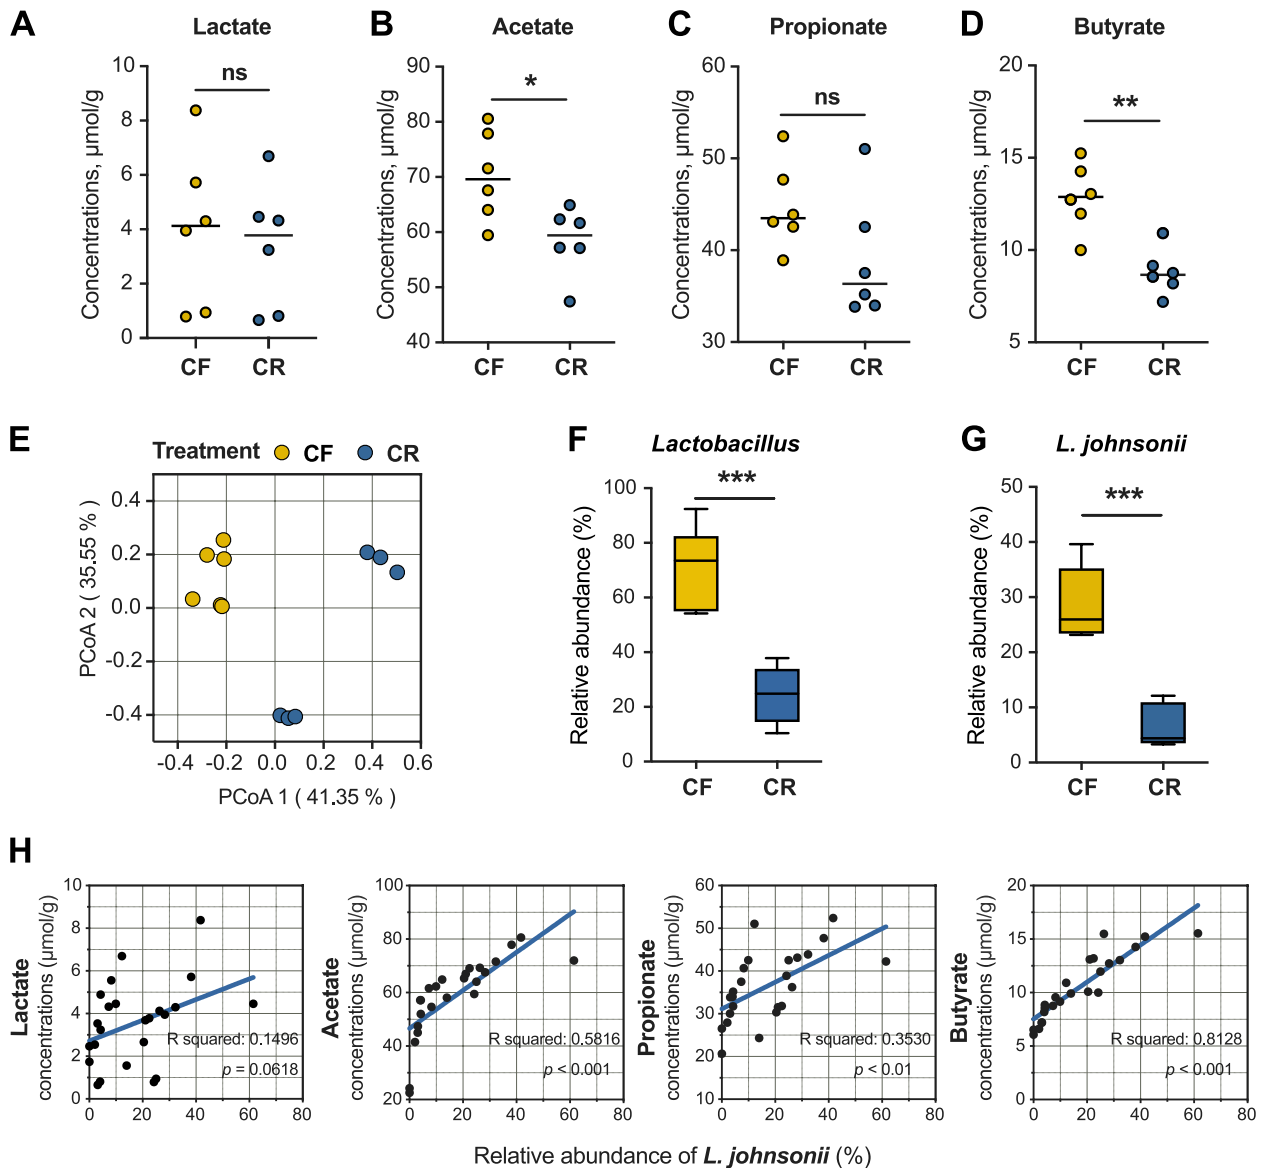 A
Lactate
Concentrations, µmol/g
10
8
6
4
2
0
ns
CF
CR
B
Acetate
Concentrations, µmol/g
90
80
70
60
50
40
*
CF
CR
C
Propionate
Concentrations, µmol/g
60
50
40
30
ns
CF
CR
D
Butyrate
Concentrations, µmol/g
20
15
10
5
**
CF
CR
E
Treatment CF CR
PCoA 2 ( 35.55 % )
0.4
0.2
0.0
-0.2
-0.4
-0.4 -0.2 0.0 0.2 0.4 0.6
PCoA 1 ( 41.35 % )
F
Lactobacillus
Relative abundance (%)
100
80
60
40
20
0
***
CF
CR
G
L. johnsonii
Relative abundance (%)
50
40
30
20
10
0
***
CF
CR
H
Lactate
concentrations (µmol/g)
10
8
6
4
2
0
R squared: 0.1496
p = 0.0618
0 20 40 60 80
Acetate
concentrations (µmol/g)
100
80
60
40
20
R squared: 0.5816
p < 0.001
0 20 40 60 80
Propionate
concentrations (µmol/g)
60
50
40
30
20
10
R squared: 0.3530
p < 0.01
0 20 40 60 80
Butyrate
concentrations (µmol/g)
20
15
10
5
0
R squared: 0.8128
p < 0.001
0 20 40 60 80
Relative abundance of L. johnsonii (%)